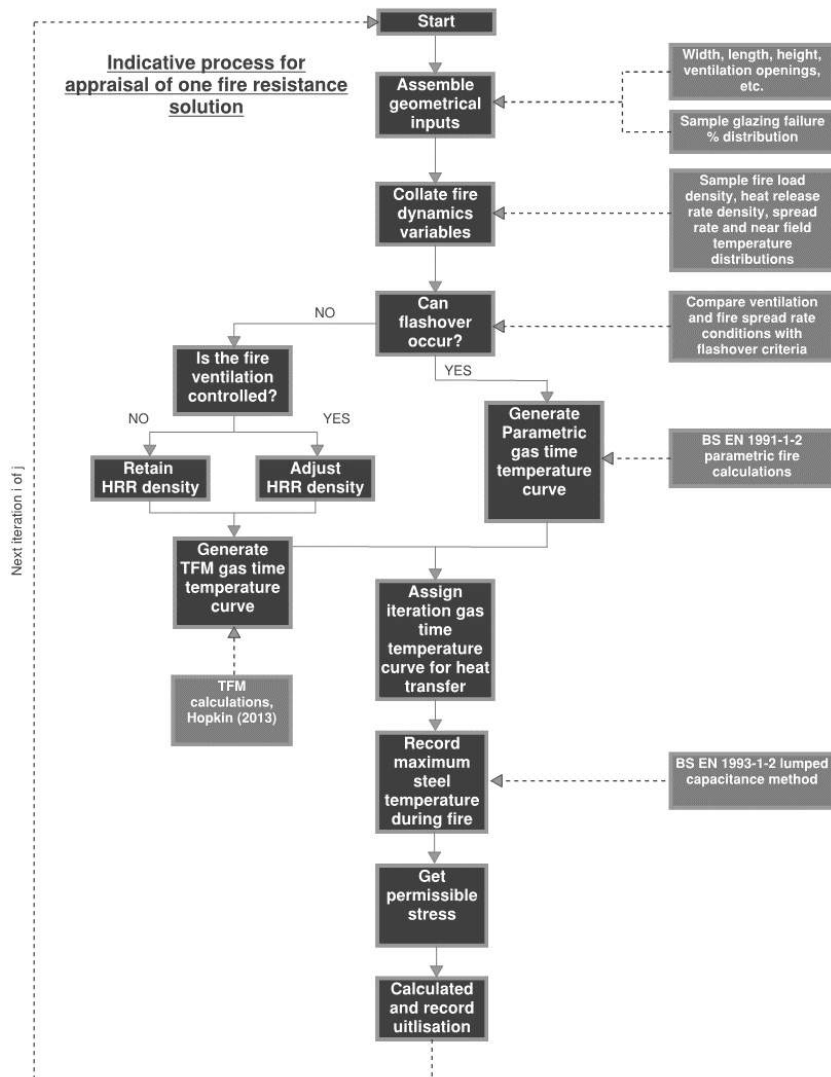 Start
Indicative process for
appraisal of one fire resistance
solution
Width, length, height,
ventilation openings,
etc.
Assemble
geometrical
inputs
Sample glazing failure
% distribution
Collate fire
dynamics
variables
Sample fire load
density, heat release
rate density, spread
rate and near field
temperature
distributions
Can
flashover
occur?
Compare ventilation
and fire spread rate
conditions with
flashover criteria
NO
YES
Is the fire
ventilation
controlled?
NO
YES
Retain
HRR density
Adjust
HRR density
Generate
Parametric
gas time
temperature
curve
BS EN 1991-1-2
parametric fire
calculations
Generate
TFM gas time
temperature
curve
TFM
calculations,
Hopkin (2013)
Assign
iteration gas
time
temperature
curve for heat
transfer
Record
maximum
steel
temperature
during fire
BS EN 1993-1-2 lumped
capacitance method
Get
permissible
stress
Calculated
and record
uitlisation
Next iteration i of j